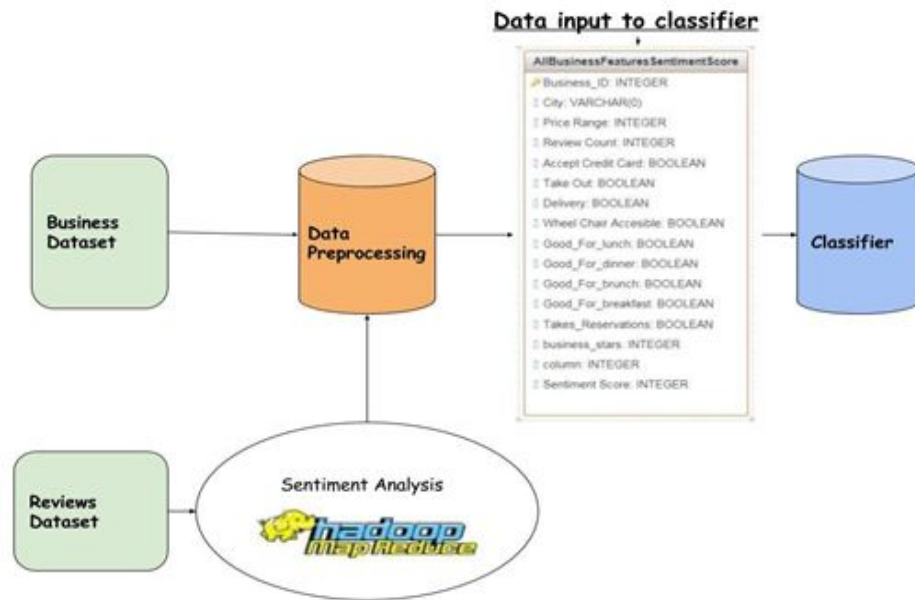 Data input to classifier
AllBusinessFeaturesSentimentScore
Business_ID: INTEGER
City: VARCHAR(0)
Price Range: INTEGER
Review Count: INTEGER
Accept Credit Card: BOOLEAN
Take Out: BOOLEAN
Delivery: BOOLEAN
Wheel Chair Accesible: BOOLEAN
Good_For_lunch: BOOLEAN
Good_For_dinner: BOOLEAN
Good_For_brunch: BOOLEAN
Good_For_breakfast: BOOLEAN
Takes_Reservations: BOOLEAN
business_stars: INTEGER
column: INTEGER
Sentiment Score: INTEGER
Business
Dataset
Data
Preprocessing
Classifier
Reviews
Dataset
Sentiment Analysis
hadoop
Map Reduce